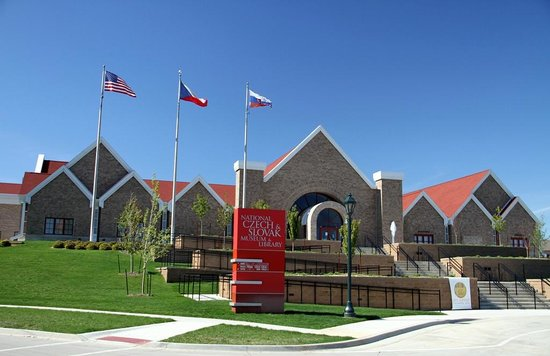 NATIONAL
CZECH &
SLOVAK
MUSEUM &
LIBRARY